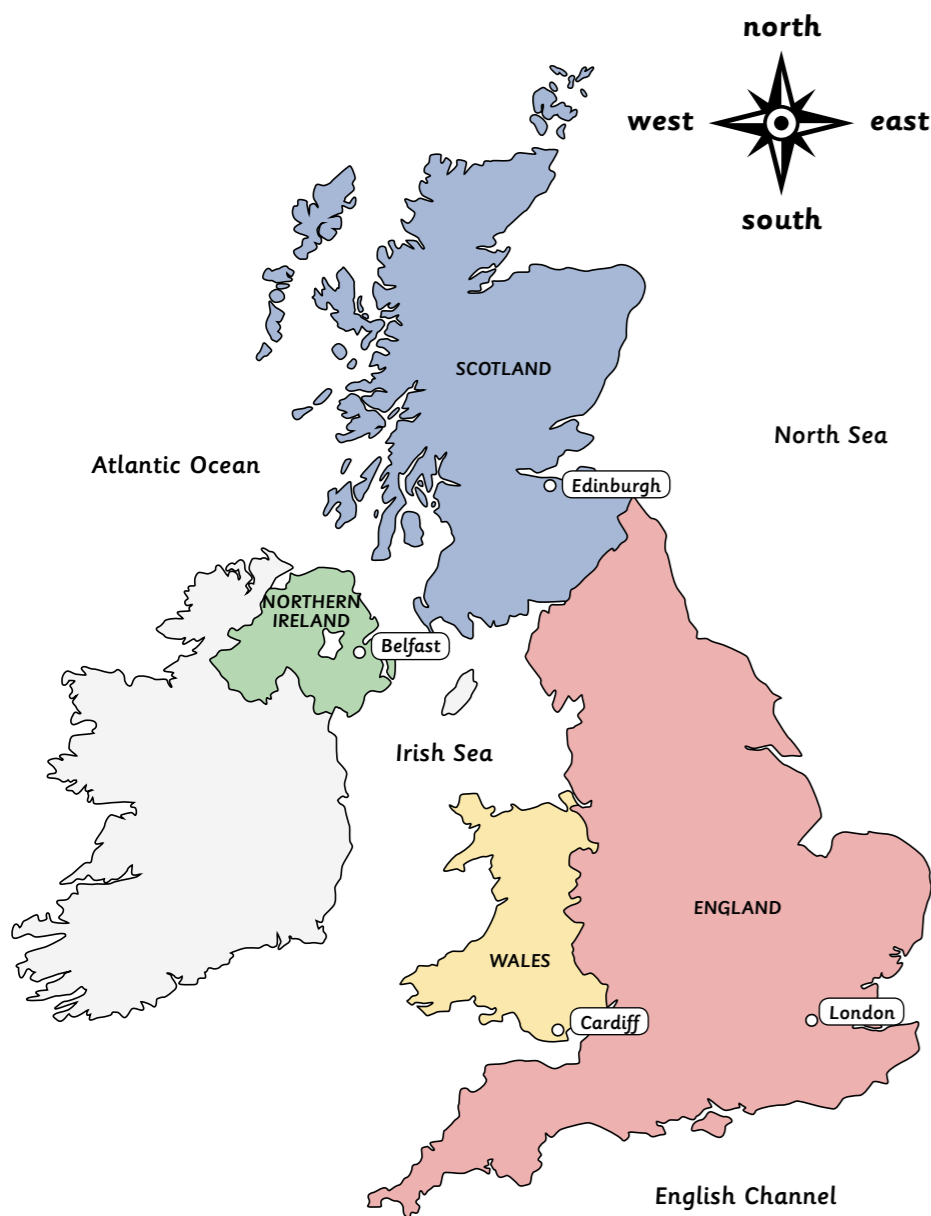 north
west
east
south
SCOTLAND
North Sea
Atlantic Ocean
Edinburgh
NORTHERN
IRELAND
Belfast
Irish Sea
ENGLAND
WALES
London
Cardiff
English Channel